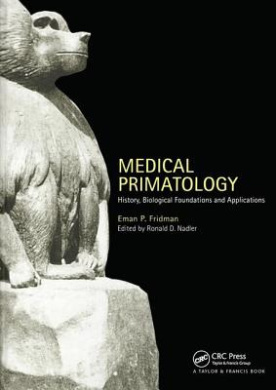 MEDICAL
PRIMATOLOGY
History, Biological Foundations and Applications
Eman P. Fridman
Edited by Ronald D. Nadler
CRC
CRC Press
Taylor & Francis Group
A TAYLOR & FRANCIS BOOK